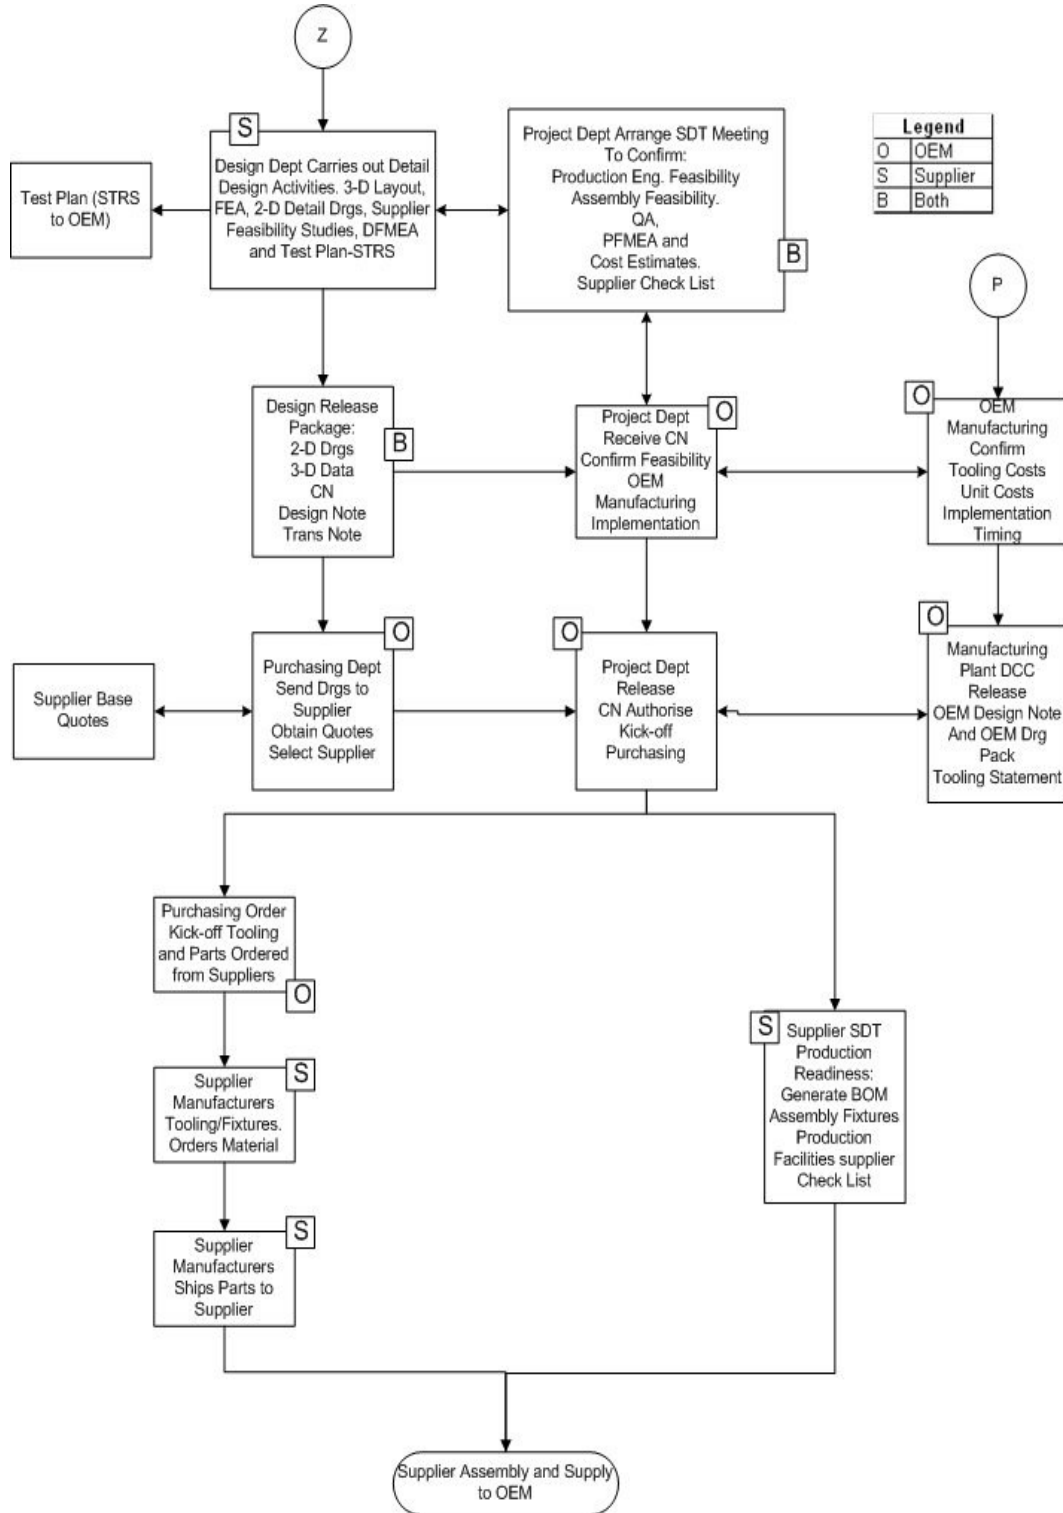 Z
S
Design Dept Carries out Detail
Design Activities. 3-D Layout,
FEA, 2-D Detail Drgs, Supplier
Feasibility Studies, DFMEA
and Test Plan-STRS
Test Plan (STRS
to OEM)
Project Dept Arrange SDT Meeting
To Confirm:
Production Eng. Feasibility
Assembly Feasibility.
QA,
PFMEA and
Cost Estimates.
Supplier Check List
B
Legend
O OEM
S Supplier
B Both
P
Design Release
Package:
2-D Drgs
3-D Data
CN
Design Note
Trans Note
B
O
Project Dept
Receive CN
Confirm Feasibility
OEM
Manufacturing
Implementation
O
OEM
Manufacturing
Confirm
Tooling Costs
Unit Costs
Implementation
Timing
Supplier Base
Quotes
O
Purchasing Dept
Send Drgs to
Supplier
Obtain Quotes
Select Supplier
O
Project Dept
Release
CN Authorise
Kick-off
Purchasing
O
Manufacturing
Plant DCC
Release
OEM Design Note
And OEM Drg
Pack
Tooling Statement
Purchasing Order
Kick-off Tooling
and Parts Ordered
from Suppliers
O
S
Supplier
Manufacturers
Tooling/Fixtures.
Orders Material
S
Supplier
Manufacturers
Ships Parts to
Supplier
S
Supplier SDT
Production
Readiness:
Generate BOM
Assembly Fixtures
Production
Facilities supplier
Check List
Supplier Assembly and Supply
to OEM